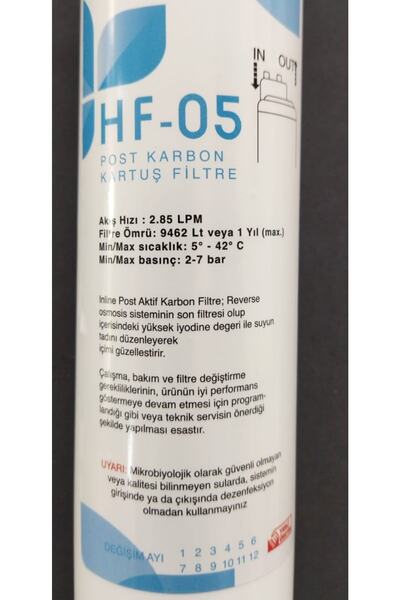 IN OUT
HF-05
POST KARBON
KARTUŞ FİLTRE
Akış Hızı : 2.85 LPM
Filtre Ömrü: 9462 Lt veya 1 Yıl (max.)
Min/Max sıcaklık: 5° - 42° C
Min/Max basınç: 2-7 bar
Inline Post Aktif Karbon Filtre; Reverse
osmosis sisteminin son filtresi olup
içerisindeki yüksek iyodine degeri ile suyun
tadını düzenleyerek
içimi güzellestirir.
Çalışma, bakım ve filtre değiştirme
gerekliliklerinin, ürünün iyi performans
göstermeye devam etmesi için program-
landığı gibi veya teknik servisin önerdiği
şekilde yapılması esastır.
UYARI: Mikrobiyolojik olarak güvenli olmayan
veya kalitesi bilinmeyen sularda, sistemin
girişinde ya da çıkışında dezenfeksiyon
olmadan kullanmayınız
DEĞİŞİM AYI 1 2 3 4 5 6
7 8 9 10 11 12